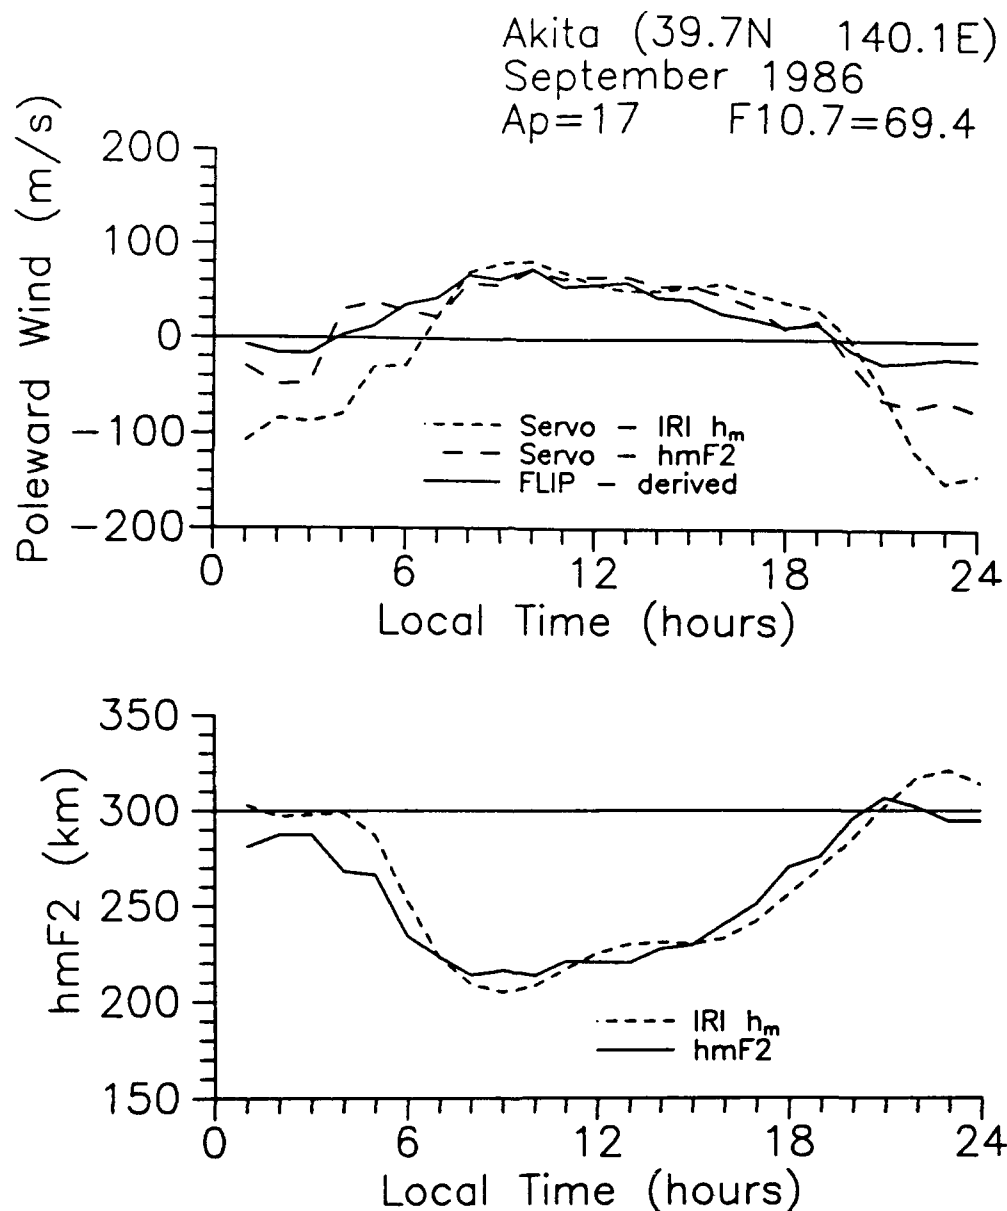 Akita (39.7N 140.1E)
September 1986
Ap=17 F10.7=69.4
Poleward Wind (m/s)
200
100
0
−100
−200
Servo − IRI hm
Servo − hmF2
FLIP − derived
0 6 12 18 24
Local Time (hours)
hmF2 (km)
350
300
250
200
150
IRI hm
hmF2
0 6 12 18 24
Local Time (hours)